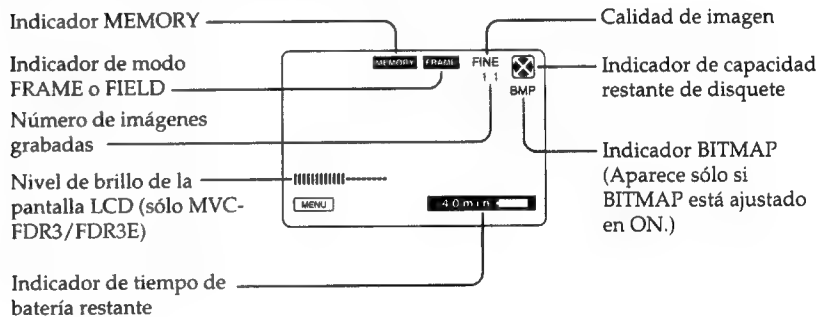 Indicador MEMORY
Indicador de modo
FRAME o FIELD
Número de imágenes
grabadas
Nivel de brillo de la
pantalla LCD (sólo MVC-
FDR3/FDR3E)
Indicador de tiempo de
batería restante
MEMORY FRAME FINE
11
BMP
MENU
40min
Calidad de imagen
Indicador de capacidad
restante de disquete
Indicador BITMAP
(Aparece sólo si
BITMAP está ajustado
en ON.)